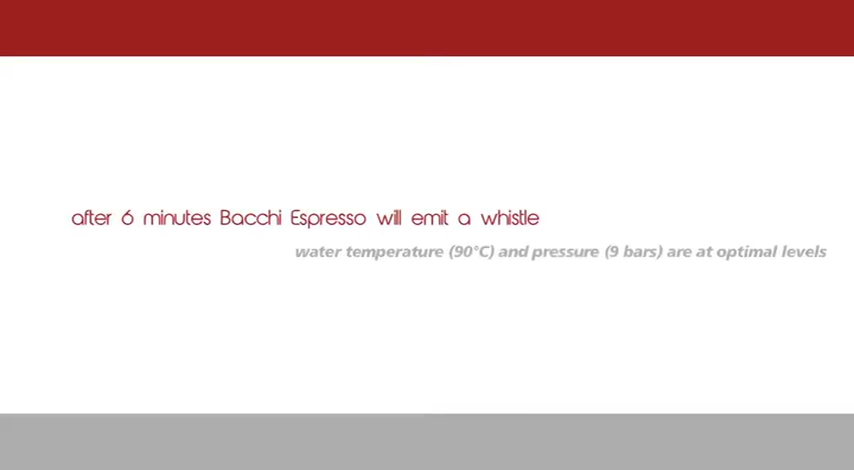 after 6 minutes Bacchi Espresso will emit a whistle
water temperature (90°C) and pressure (9 bars) are at optimal levels